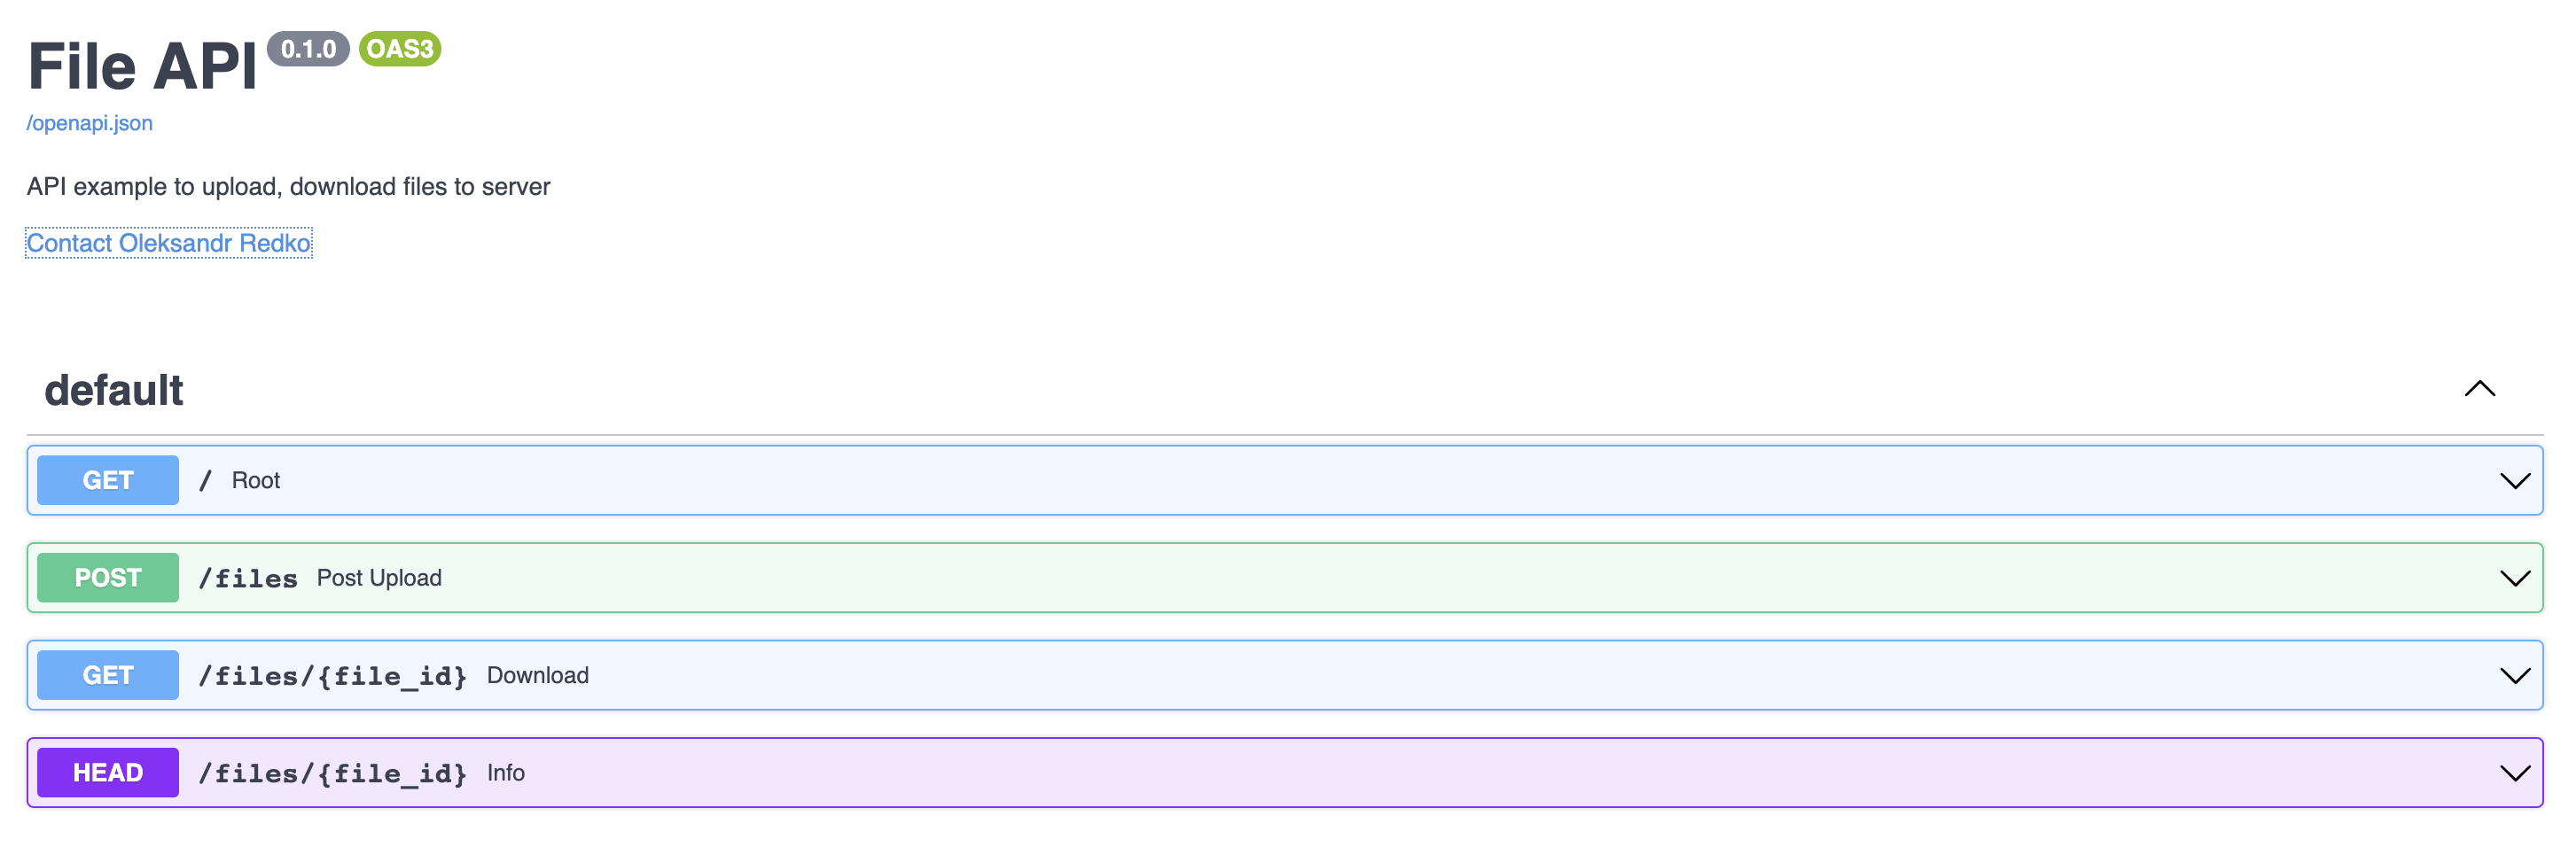 File API 0.1.0 OAS3
/openapi.json
API example to upload, download files to server
Contact Oleksandr Redko
default
GET / Root
POST /files Post Upload
GET /files/{file_id} Download
HEAD /files/{file_id} Info